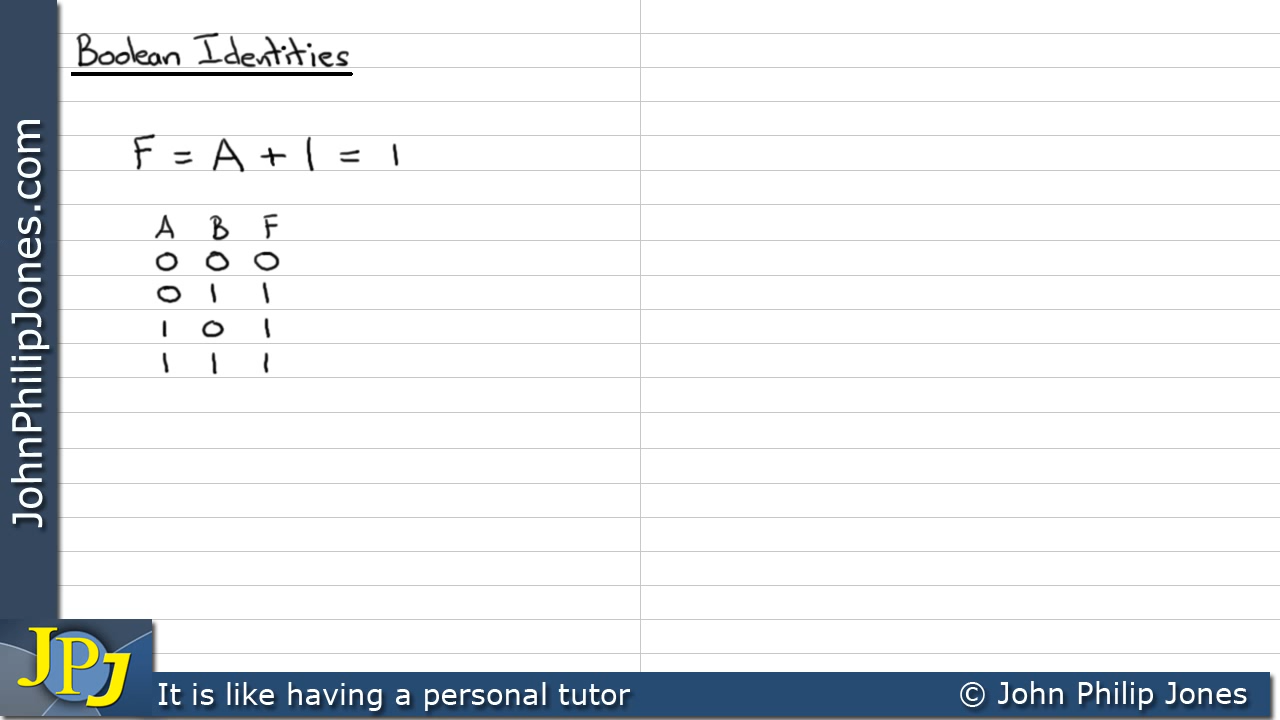 Boolean Identities
F = A + 1 = 1
A B F
0 0 0
0 1 1
1 0 1
1 1 1
JohnPhilipJones.com
JPJ
It is like having a personal tutor
© John Philip Jones